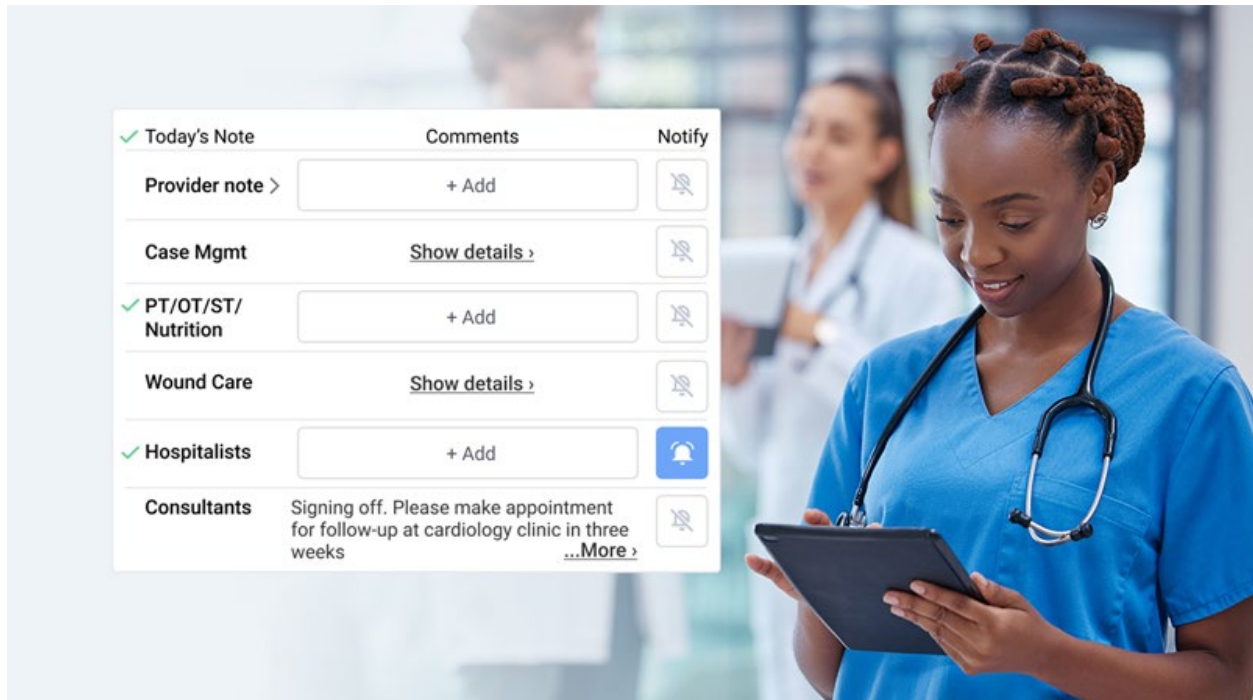 Today's Note Comments Notify
Provider note > + Add
Case Mgmt Show details ›
PT/OT/ST/
Nutrition + Add
Wound Care Show details ›
Hospitalists + Add
Consultants Signing off. Please make appointment
for follow-up at cardiology clinic in three
weeks ...More ›